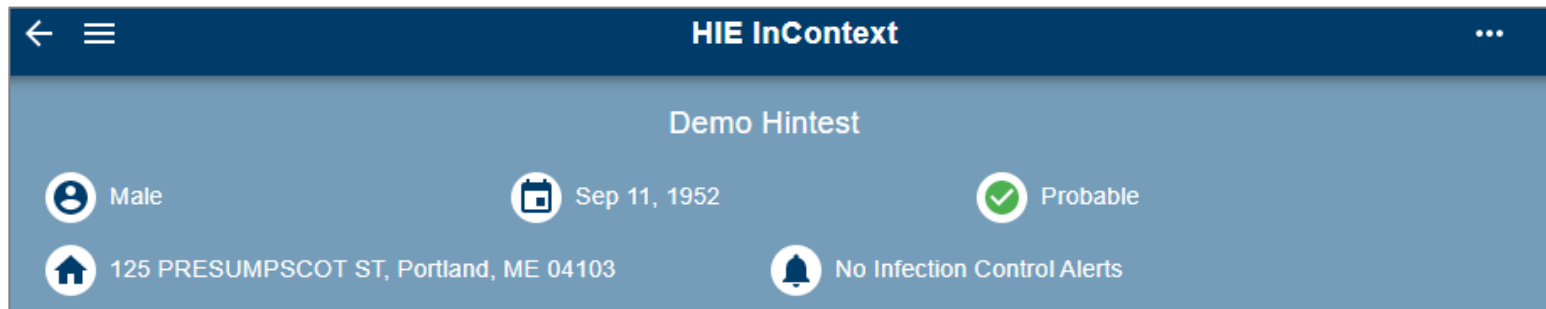 HIE InContext
Demo Hintest
Male Sep 11, 1952 Probable
125 PRESUMPSCOT ST, Portland, ME 04103 No Infection Control Alerts